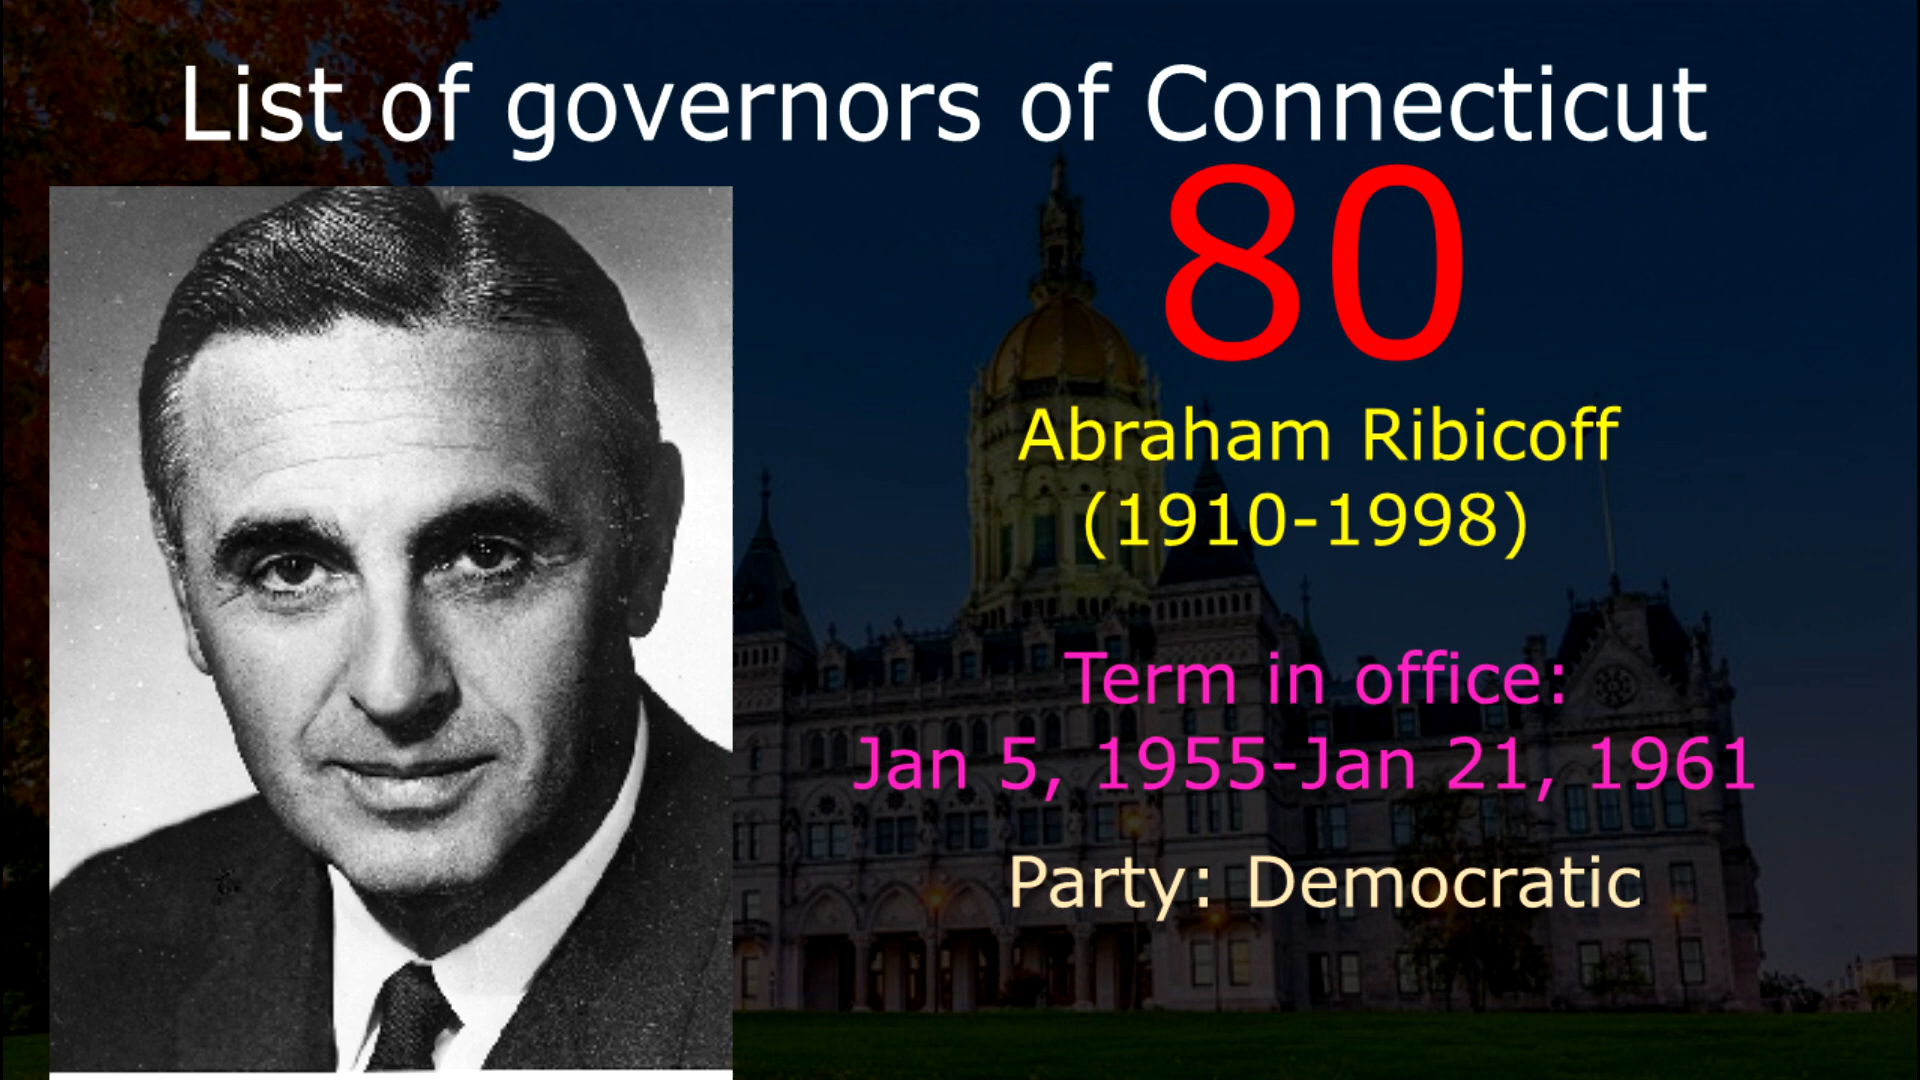 List of governors of Connecticut
80
Abraham Ribicoff
(1910-1998)
Term in office:
Jan 5, 1955-Jan 21, 1961
Party: Democratic